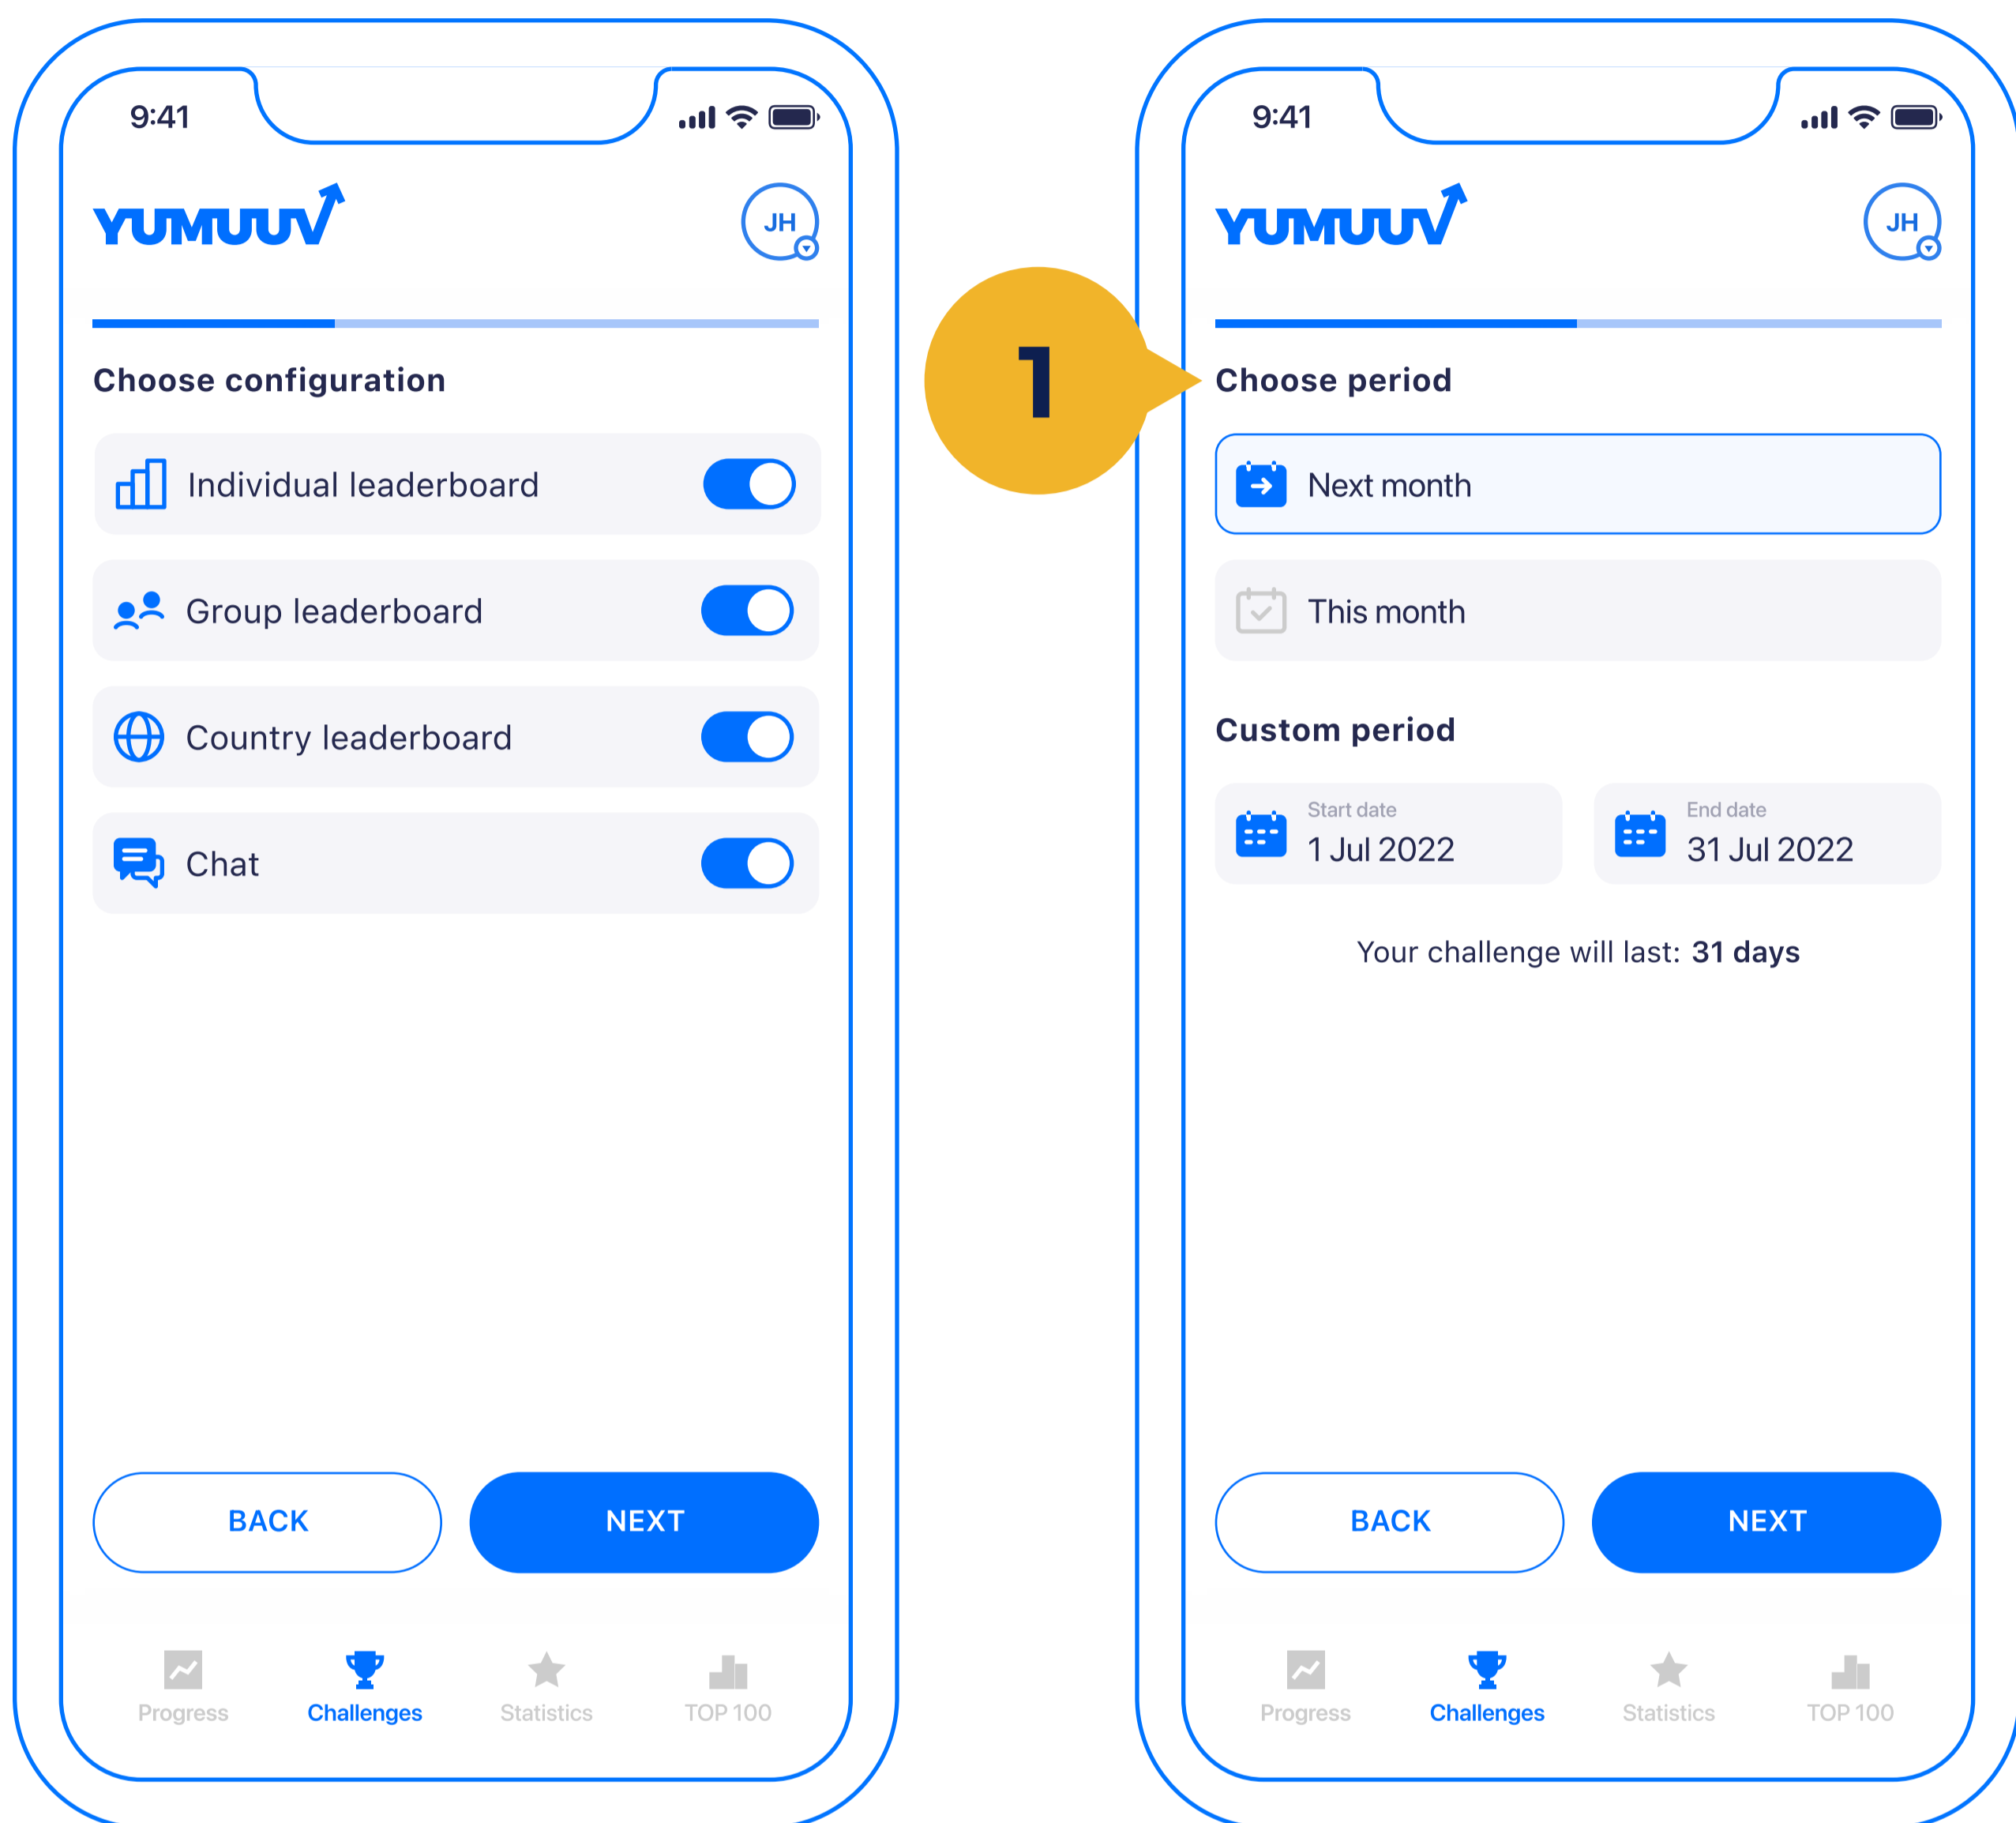 9:41
YUMUUV
JH
Choose configuration
Individual leaderboard
Group leaderboard
Country leaderboard
Chat
BACK
NEXT
Progress
Challenges
Statistics
TOP 100
1
9:41
YUMUUV
JH
Choose period
Next month
This month
Custom period
Start date
1 Jul 2022
End date
31 Jul 2022
Your challenge will last: 31 days
BACK
NEXT
Progress
Challenges
Statistics
TOP 100